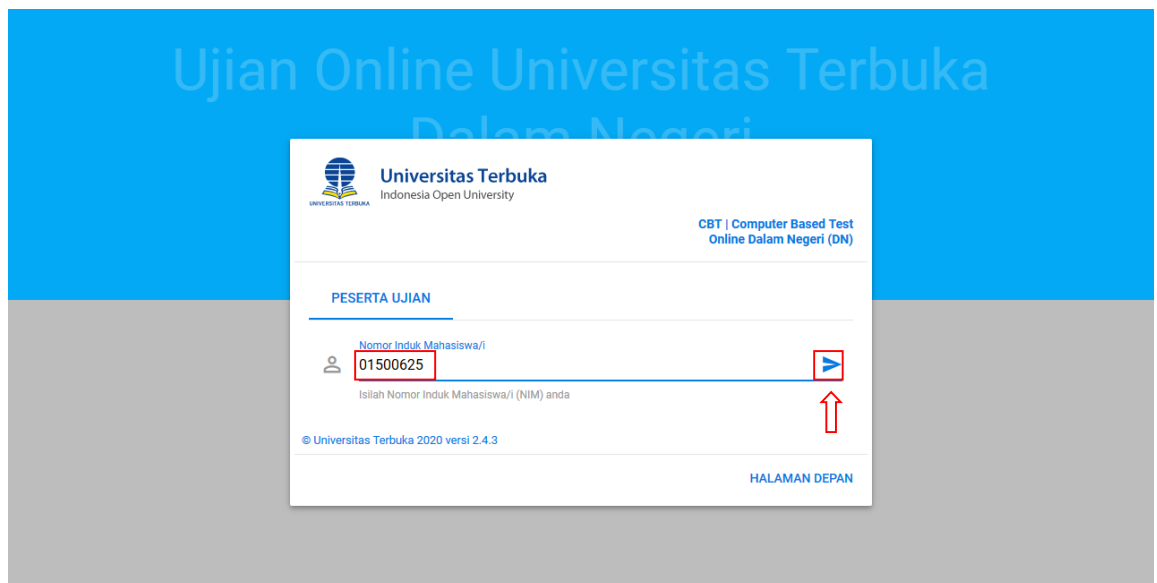 Ujian Online Universitas Terbuka
Dalam Negeri
UNIVERSITAS TERBUKA
Universitas Terbuka
Indonesia Open University
CBT | Computer Based Test
Online Dalam Negeri (DN)
PESERTA UJIAN
Nomor Induk Mahasiswa/i
01500625
Isilah Nomor Induk Mahasiswa/i (NIM) anda
© Universitas Terbuka 2020 versi 2.4.3
HALAMAN DEPAN